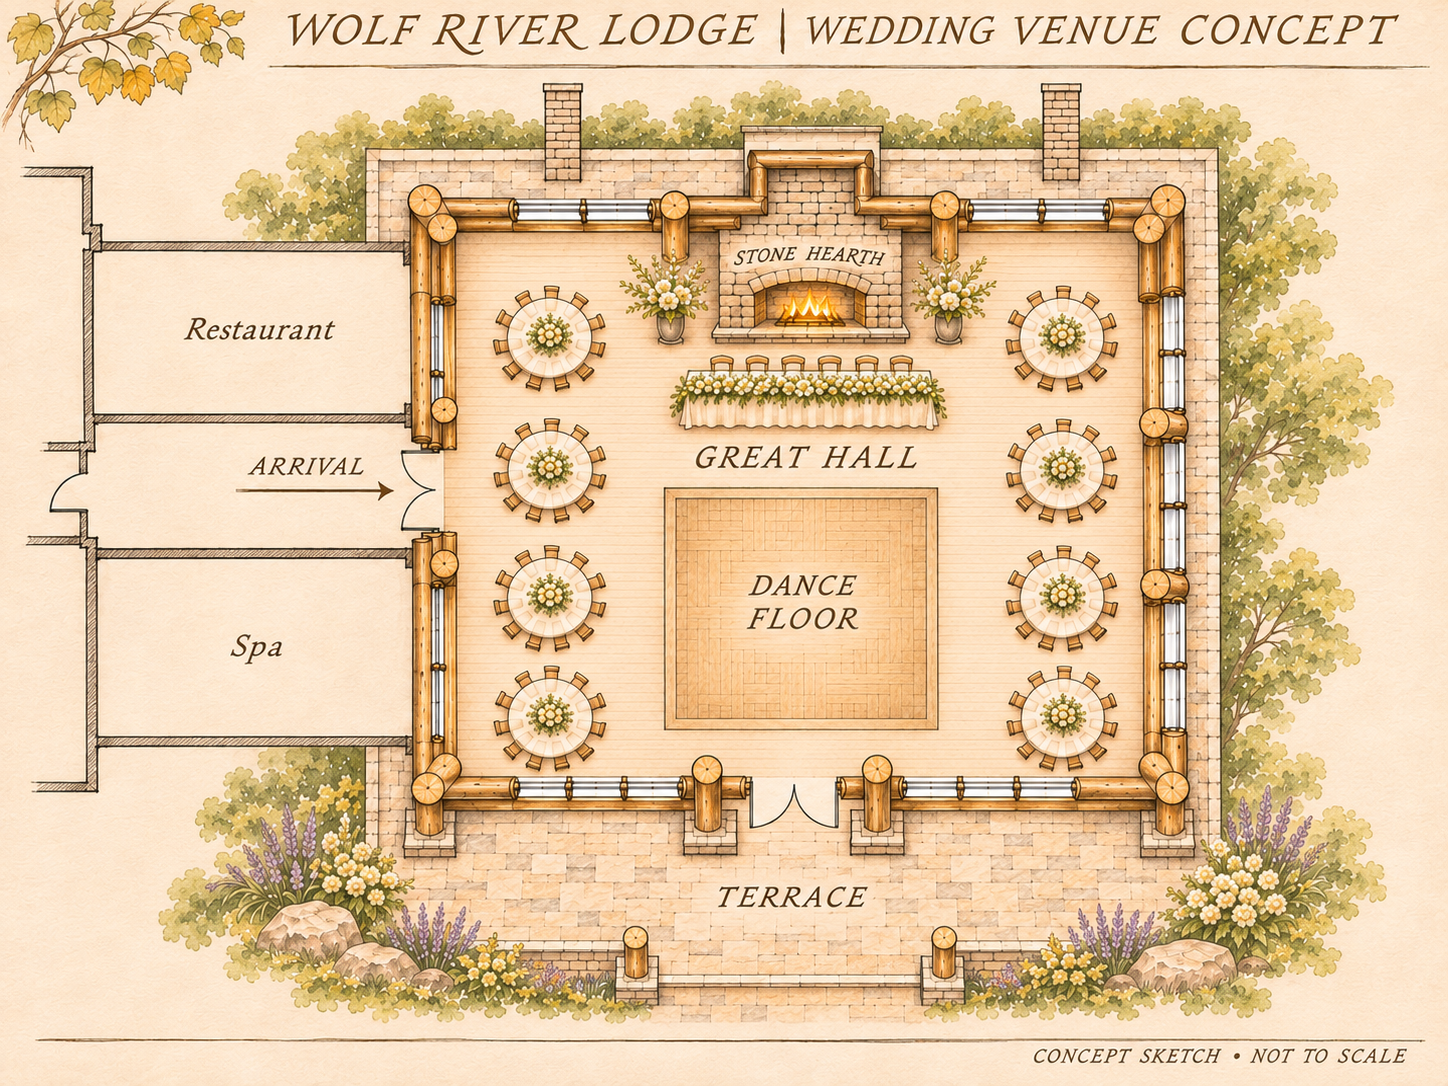 WOLF RIVER LODGE | WEDDING VENUE CONCEPT
STONE HEARTH
Restaurant
GREAT HALL
ARRIVAL
DANCE
FLOOR
Spa
TERRACE
CONCEPT SKETCH • NOT TO SCALE